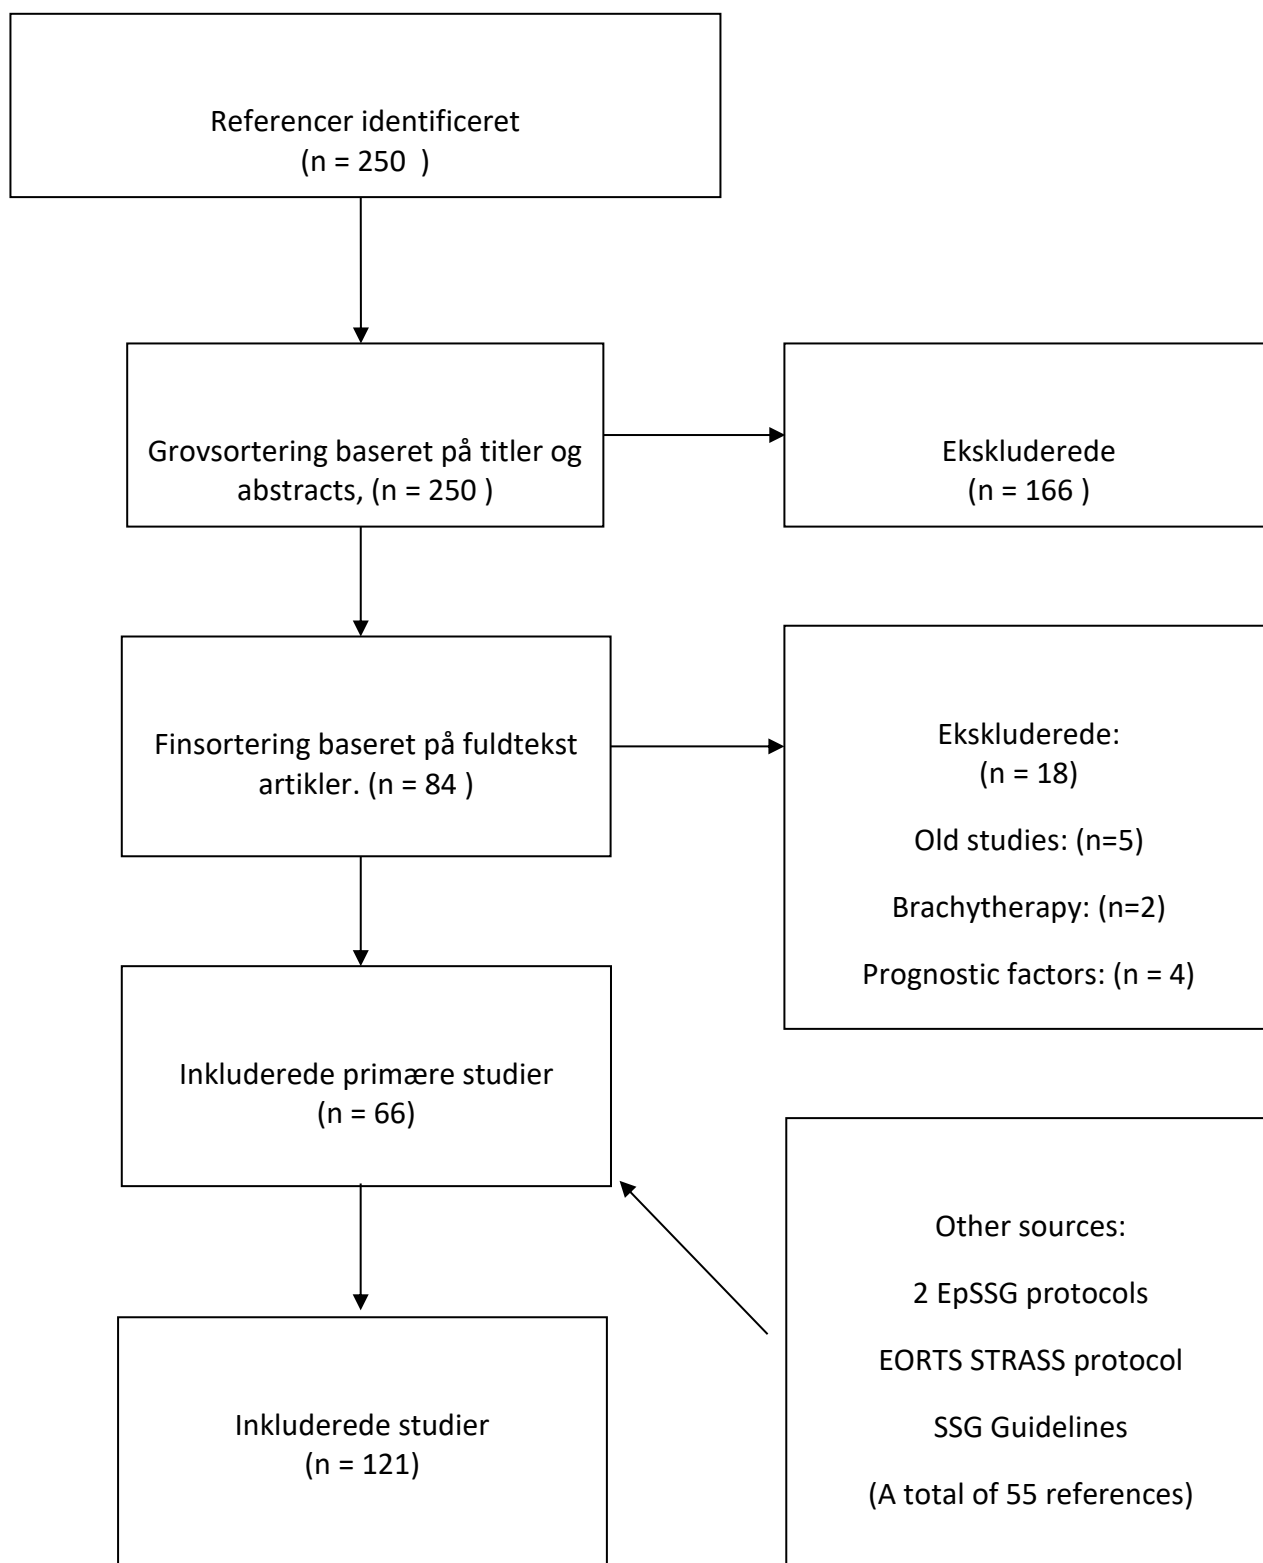 Referencer identificeret
(n = 250  )
Grovsortering baseret på titler og
abstracts, (n = 250 )
Ekskluderede
(n = 166 )
Finsortering baseret på fuldtekst
artikler. (n = 84 )
Ekskluderede:
(n = 18)
Old studies: (n=5)
Brachytherapy: (n=2)
Prognostic factors: (n = 4)
Inkluderede primære studier
(n = 66)
Other sources:
2 EpSSG protocols
EORTS STRASS protocol
SSG Guidelines
(A total of 55 references)
Inkluderede studier
(n = 121)